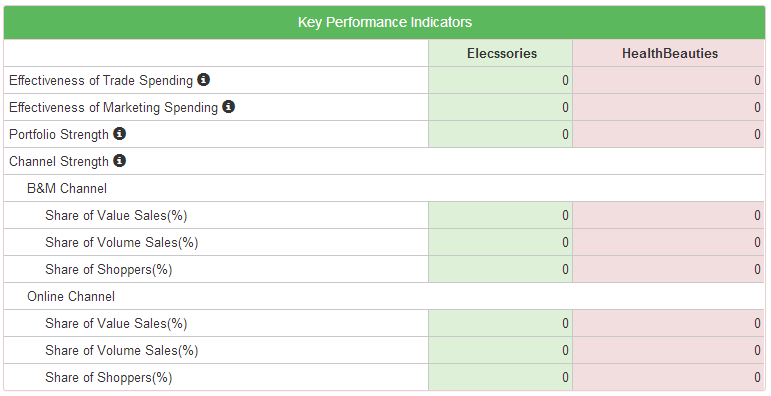 Key Performance Indicators
Elecssories HealthBeauties
Effectiveness of Trade Spending 0 0
Effectiveness of Marketing Spending 0 0
Portfolio Strength 0 0
Channel Strength
B&M Channel
Share of Value Sales(%) 0 0
Share of Volume Sales(%) 0 0
Share of Shoppers(%) 0 0
Online Channel
Share of Value Sales(%) 0 0
Share of Volume Sales(%) 0 0
Share of Shoppers(%) 0 0